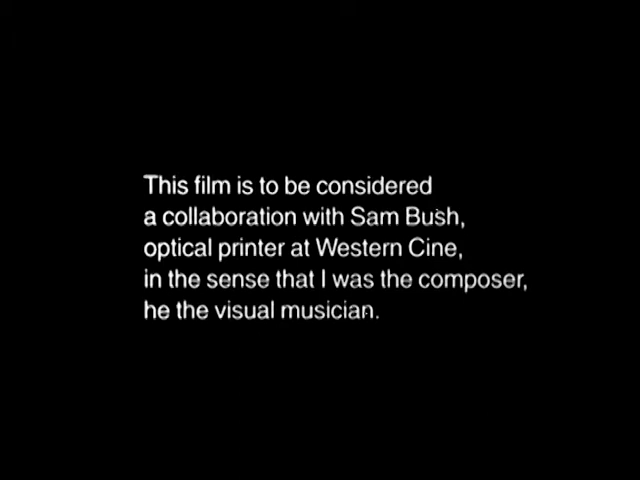 This film is to be considered
a collaboration with Sam Bush,
optical printer at Western Cine,
in the sense that I was the composer,
he the visual musician.